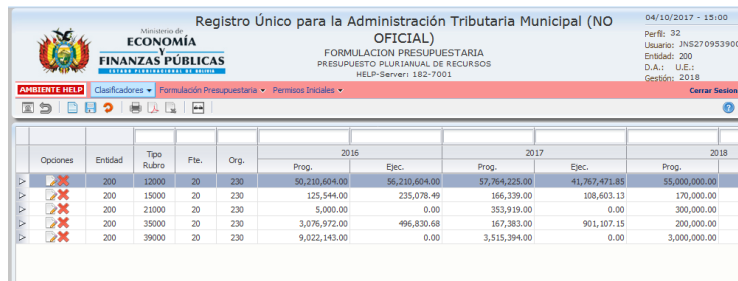 Registro Único para la Administración Tributaria Municipal (NO OFICIAL)
Ministerio de
ECONOMÍA
Y
FINANZAS PÚBLICAS
ESTADO PLURINACIONAL DE BOLIVIA
FORMULACION PRESUPUESTARIA
PRESUPUESTO PLURIANUAL DE RECURSOS
HELP-Server: 182-7001
04/10/2017 - 15:00
Perfil: 32
Usuario: JNS270953900
Entidad: 200
D.A.: U.E.:
Gestión: 2018
AMBIENTE HELP Clasificadores Formulación Presupuestaria Permisos Iniciales Cerrar Sesion
Opciones Entidad Tipo Rubro Fte. Org. 2016 2017 2018
Prog. Ejec. Prog. Ejec. Prog.
200 12000 20 230 50,210,604.00 56,210,604.00 57,764,225.00 41,767,471.85 55,000,000.00
200 15000 20 230 125,544.00 235,078.49 166,339.00 108,603.13 170,000.00
200 21000 20 230 5,000.00 0.00 353,919.00 0.00 300,000.00
200 35000 20 230 3,076,972.00 496,830.68 167,383.00 901,107.15 200,000.00
200 39000 20 230 9,022,143.00 0.00 3,515,394.00 0.00 3,000,000.00